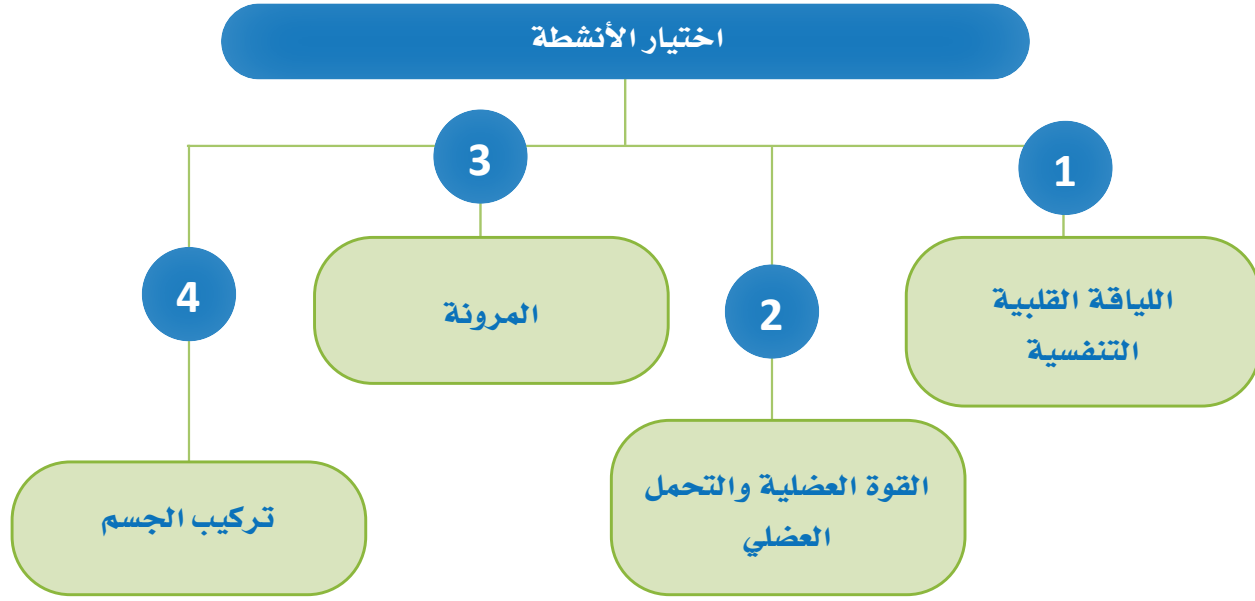 اختيار الأنشطة
1
اللياقة القلبية
التنفسية
2
القوة العضلية والتحمل
العضلي
3
المرونة
4
تركيب الجسم